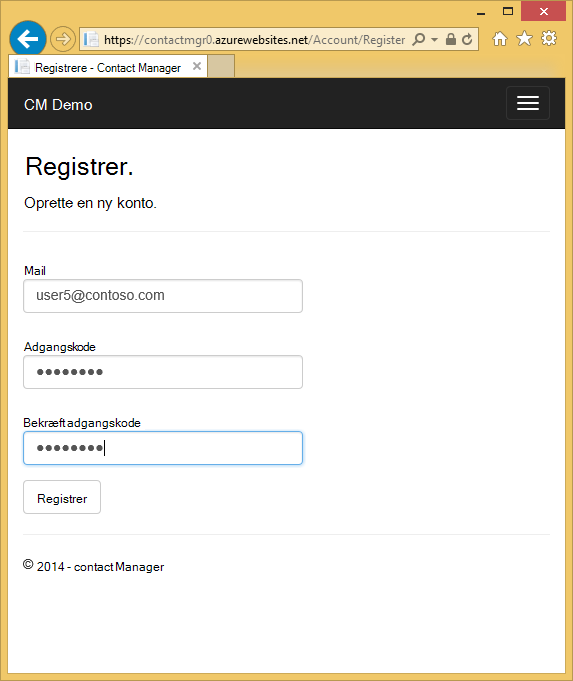 https://contactmgr0.azurewebsites.net/Account/Register
Registrere - Contact Manager
CM Demo
Registrer.
Oprette en ny konto.
Mail
user5@contoso.com
Adgangskode
●●●●●●●●
Bekræft adgangskode
●●●●●●●●
Registrer
© 2014 - contact Manager